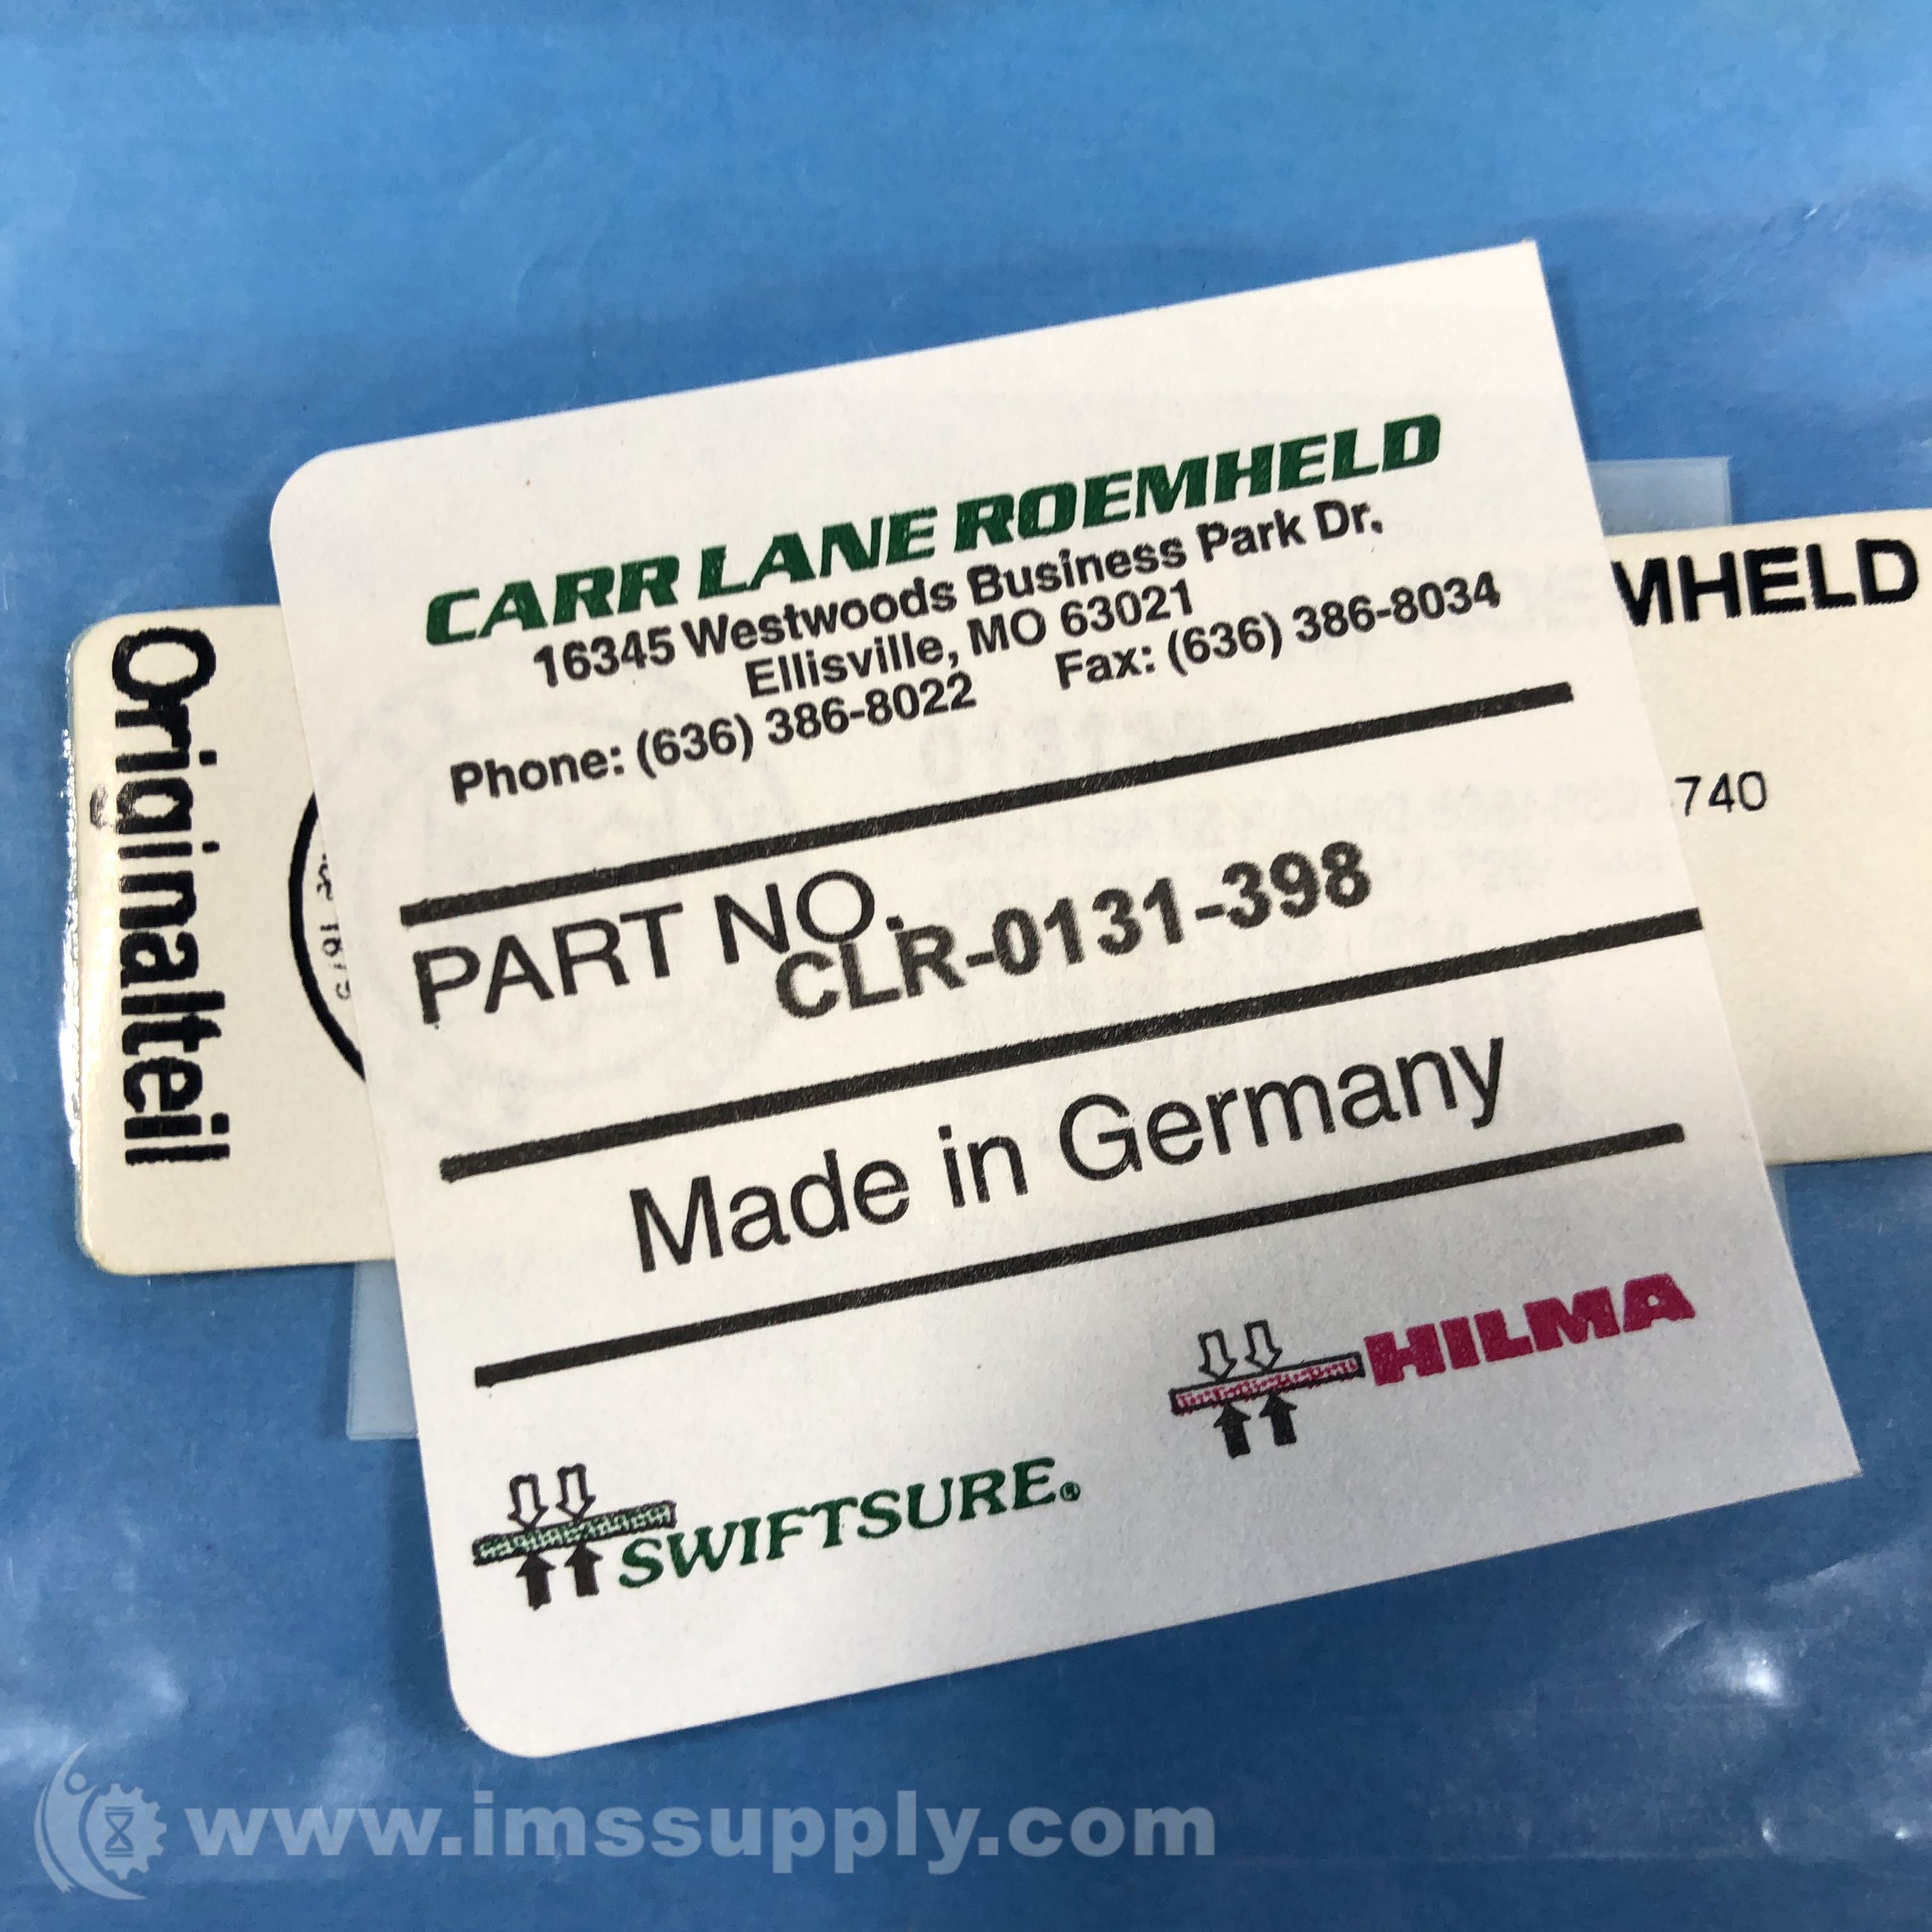 CARR LANE ROEMHELD
16345 Westwoods Business Park Dr.
Ellisville, MO 63021
Phone: (636) 386-8022 Fax: (636) 386-8034
PART NO.
CLR-0131-398
Made in Germany
HILMA
SWIFTSURE®
Originalteil
MHELD
740
www.imssupply.com